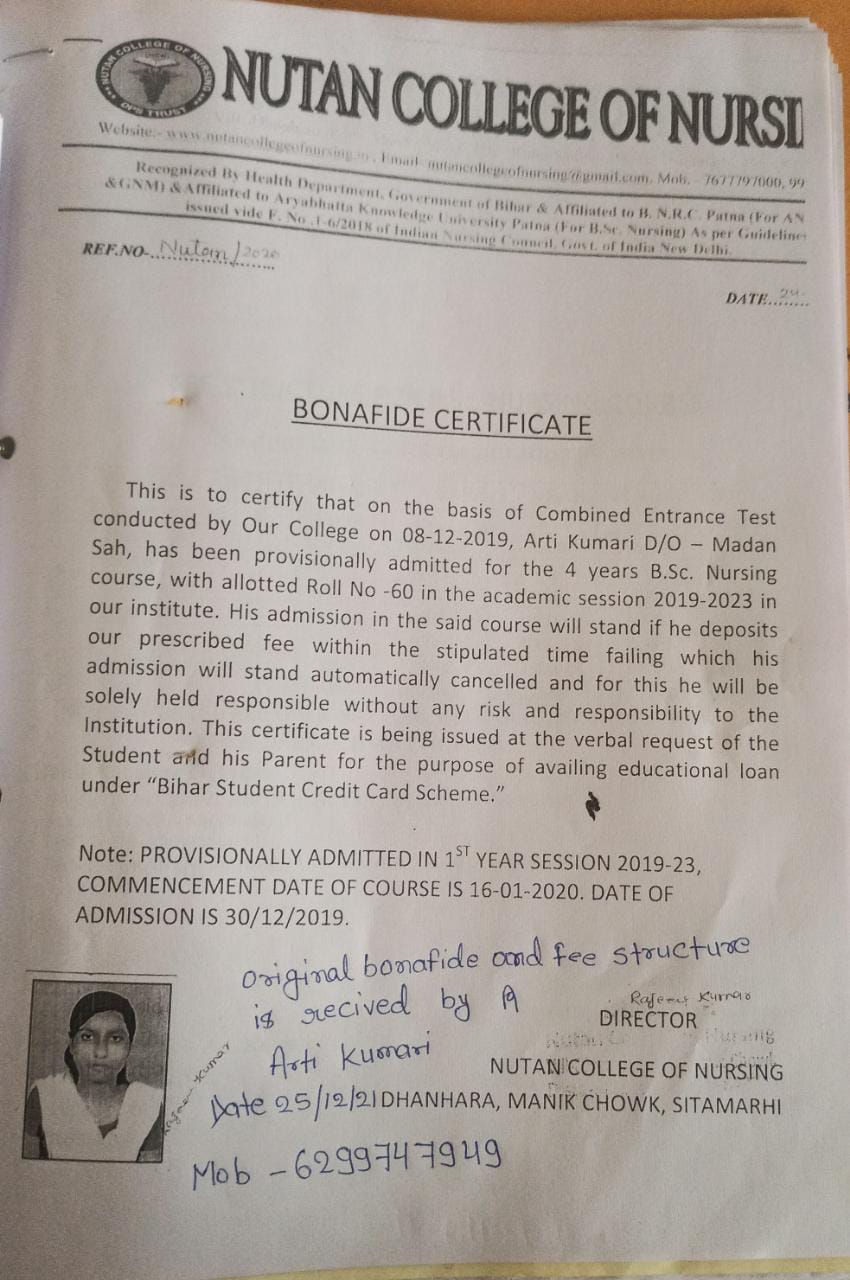 NUTAN COLLEGE OF NURSING
DPS TRUST
NUTAN COLLEGE OF NURSI
Website:- www.nutancollegeofnursing.in, Email- nutancollegeofnursing@gmail.com. Mob. - 7677797000, 99
Recognized By Health Department, Government of Bihar & Affiliated to B. N.R.C. Patna (For AN
& GNM) & Affiliated to Aryabhatta Knowledge University Patna (For B.Sc. Nursing) As per Guideline
issued vide F. No .1-6/2018 of Indian Nursing Council, Govt. of India New Delhi.
REF.NO-. Nutan/2020
DATE...24.
BONAFIDE CERTIFICATE
This is to certify that on the basis of Combined Entrance Test
conducted by Our College on 08-12-2019, Arti Kumari D/O – Madan
Sah, has been provisionally admitted for the 4 years B.Sc. Nursing
course, with allotted Roll No -60 in the academic session 2019-2023 in
our institute. His admission in the said course will stand if he deposits
our prescribed fee within the stipulated time failing which his
admission will stand automatically cancelled and for this he will be
solely held responsible without any risk and responsibility to the
Institution. This certificate is being issued at the verbal request of the
Student and his Parent for the purpose of availing educational loan
under “Bihar Student Credit Card Scheme.”
Note: PROVISIONALLY ADMITTED IN 1ST YEAR SESSION 2019-23,
COMMENCEMENT DATE OF COURSE IS 16-01-2020. DATE OF
ADMISSION IS 30/12/2019.
original bonafide and fee structure
is recived by
Arti Kumari
Date 25/12/21
Mob - 6299747949
Kumar
Kumar
DIRECTOR
Nursing
NUTAN COLLEGE OF NURSING
DHANHARA, MANIK CHOWK, SITAMARHI